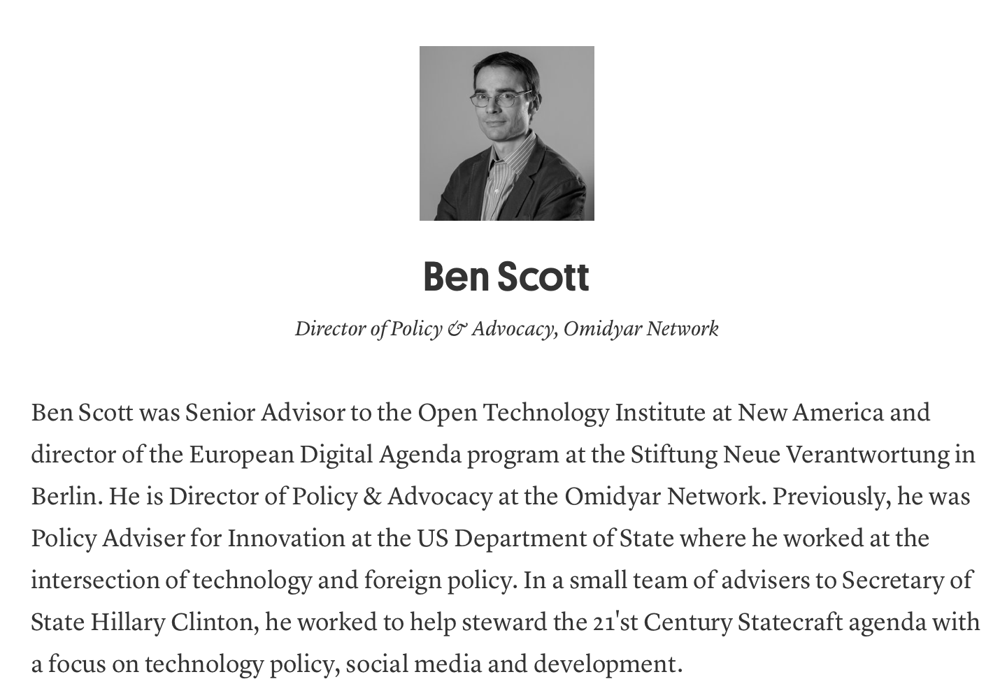 Ben Scott
Director of Policy & Advocacy, Omidyar Network
Ben Scott was Senior Advisor to the Open Technology Institute at New America and
director of the European Digital Agenda program at the Stiftung Neue Verantwortung in
Berlin. He is Director of Policy & Advocacy at the Omidyar Network. Previously, he was
Policy Adviser for Innovation at the US Department of State where he worked at the
intersection of technology and foreign policy. In a small team of advisers to Secretary of
State Hillary Clinton, he worked to help steward the 21'st Century Statecraft agenda with
a focus on technology policy, social media and development.